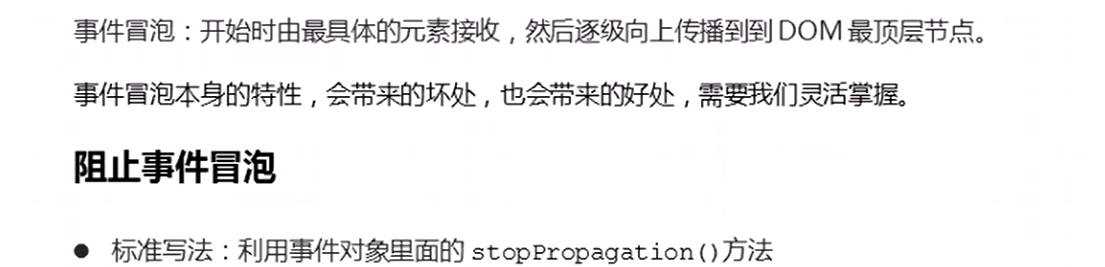 事件冒泡：开始时由最具体的元素接收，然后逐级向上传播到到 DOM 最顶层节点。
事件冒泡本身的特性，会带来的坏处，也会带来的好处，需要我们灵活掌握。
阻止事件冒泡
● 标准写法：利用事件对象里面的 stopPropagation()方法